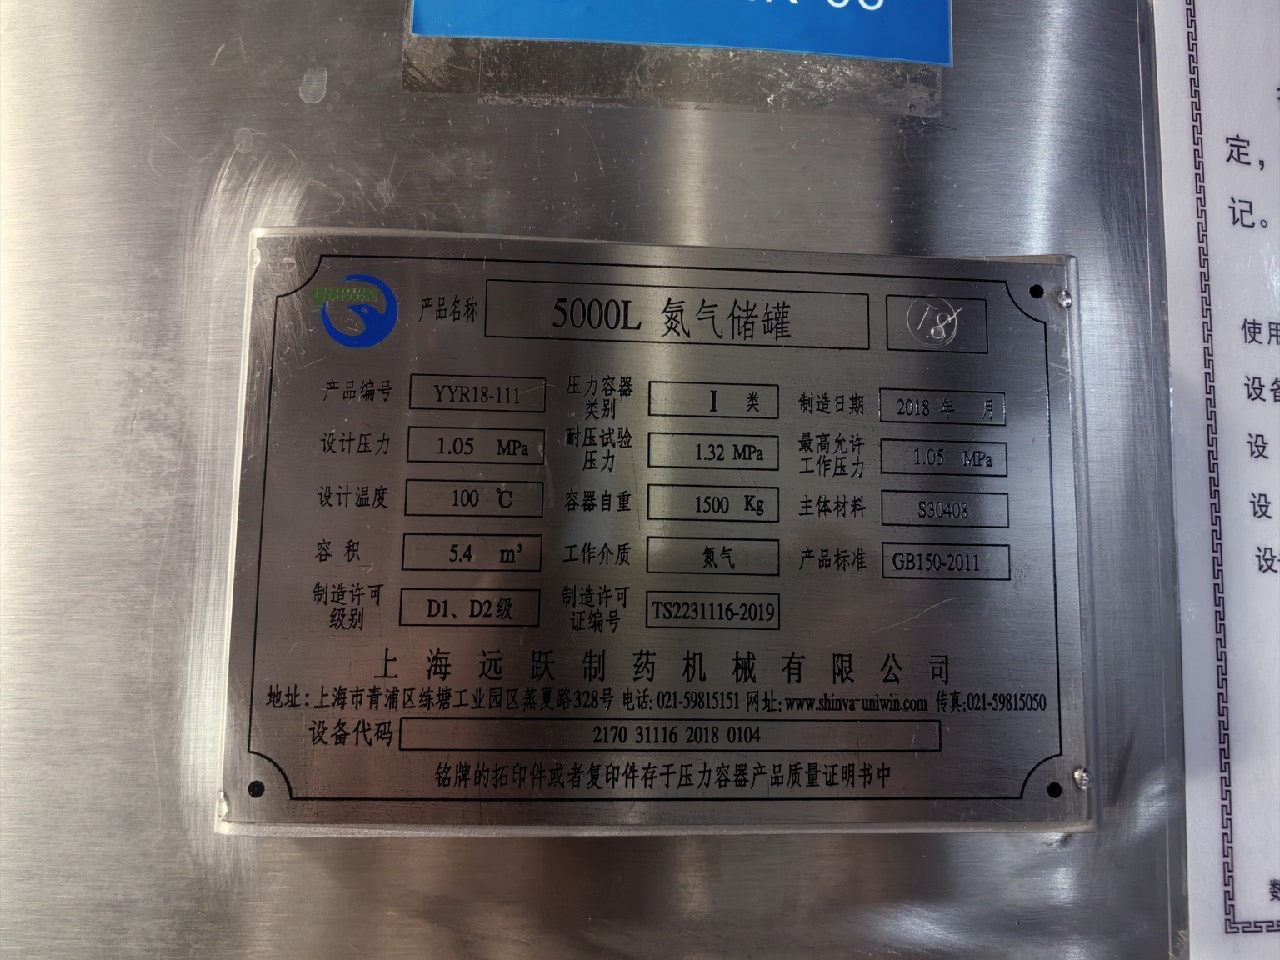 产品名称 5000L 氮气储罐 18
产品编号 YYR18-111 压力容器类别 I 类 制造日期 2018 年 月
设计压力 1.05 MPa 耐压试验压力 1.32 MPa 最高允许工作压力 1.05 MPa
设计温度 100 ℃ 容器自重 1500 Kg 主体材料 S30408
容积 5.4 m³ 工作介质 氮气 产品标准 GB150-2011
制造许可级别 D1、D2级 制造许可证编号 TS2231116-2019
上海远跃制药机械有限公司
地址:上海市青浦区练塘工业园区蒸夏路328号 电话:021-59815151 网址:www.shinva-uniwin.com 传真:021-59815050
设备代码 2170 31116 2018 0104
铭牌的拓印件或者复印件存于压力容器产品质量证明书中
定，
记。
使用
设备
设
设
设